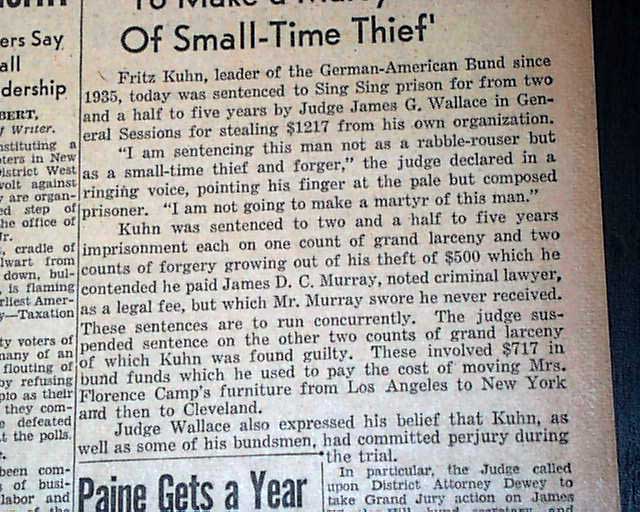 ers Say
all
dership
BERT,
Writer.
nstituting a
ters in New
District West
volt against
are organ-
ed step of
he office of
Jr.
, cradle of
lwart from
down, bul-
, is flaming
rliest Amer-
y—Taxation
ty voters of
many of an
flouting of
by refusing
pio as their
they com-
e defeated
t the polls.
been com-
s of busi-
labor and
of the
To Make a
Of Small-Time Thief'
Fritz Kuhn, leader of the German-American Bund since
1935, today was sentenced to Sing Sing prison for from two
and a half to five years by Judge James G. Wallace in Gen-
eral Sessions for stealing $1217 from his own organization.
"I am sentencing this man not as a rabble-rouser but
as a small-time thief and forger," the judge declared in a
ringing voice, pointing his finger at the pale but composed
prisoner. "I am not going to make a martyr of this man."
Kuhn was sentenced to two and a half to five years
imprisonment each on one count of grand larceny and two
counts of forgery growing out of his theft of $500 which he
contended he paid James D. C. Murray, noted criminal lawyer,
as a legal fee, but which Mr. Murray swore he never received.
These sentences are to run concurrently. The judge sus-
pended sentence on the other two counts of grand larceny
of which Kuhn was found guilty. These involved $717 in
bund funds which he used to pay the cost of moving Mrs.
Florence Camp's furniture from Los Angeles to New York
and then to Cleveland.
Judge Wallace also expressed his belief that Kuhn, as
well as some of his bundsmen, had committed perjury during
the trial.
In particular, the Judge called
upon District Attorney Dewey to
take Grand Jury action on James
Hill, bund secretary and
Paine Gets a Year